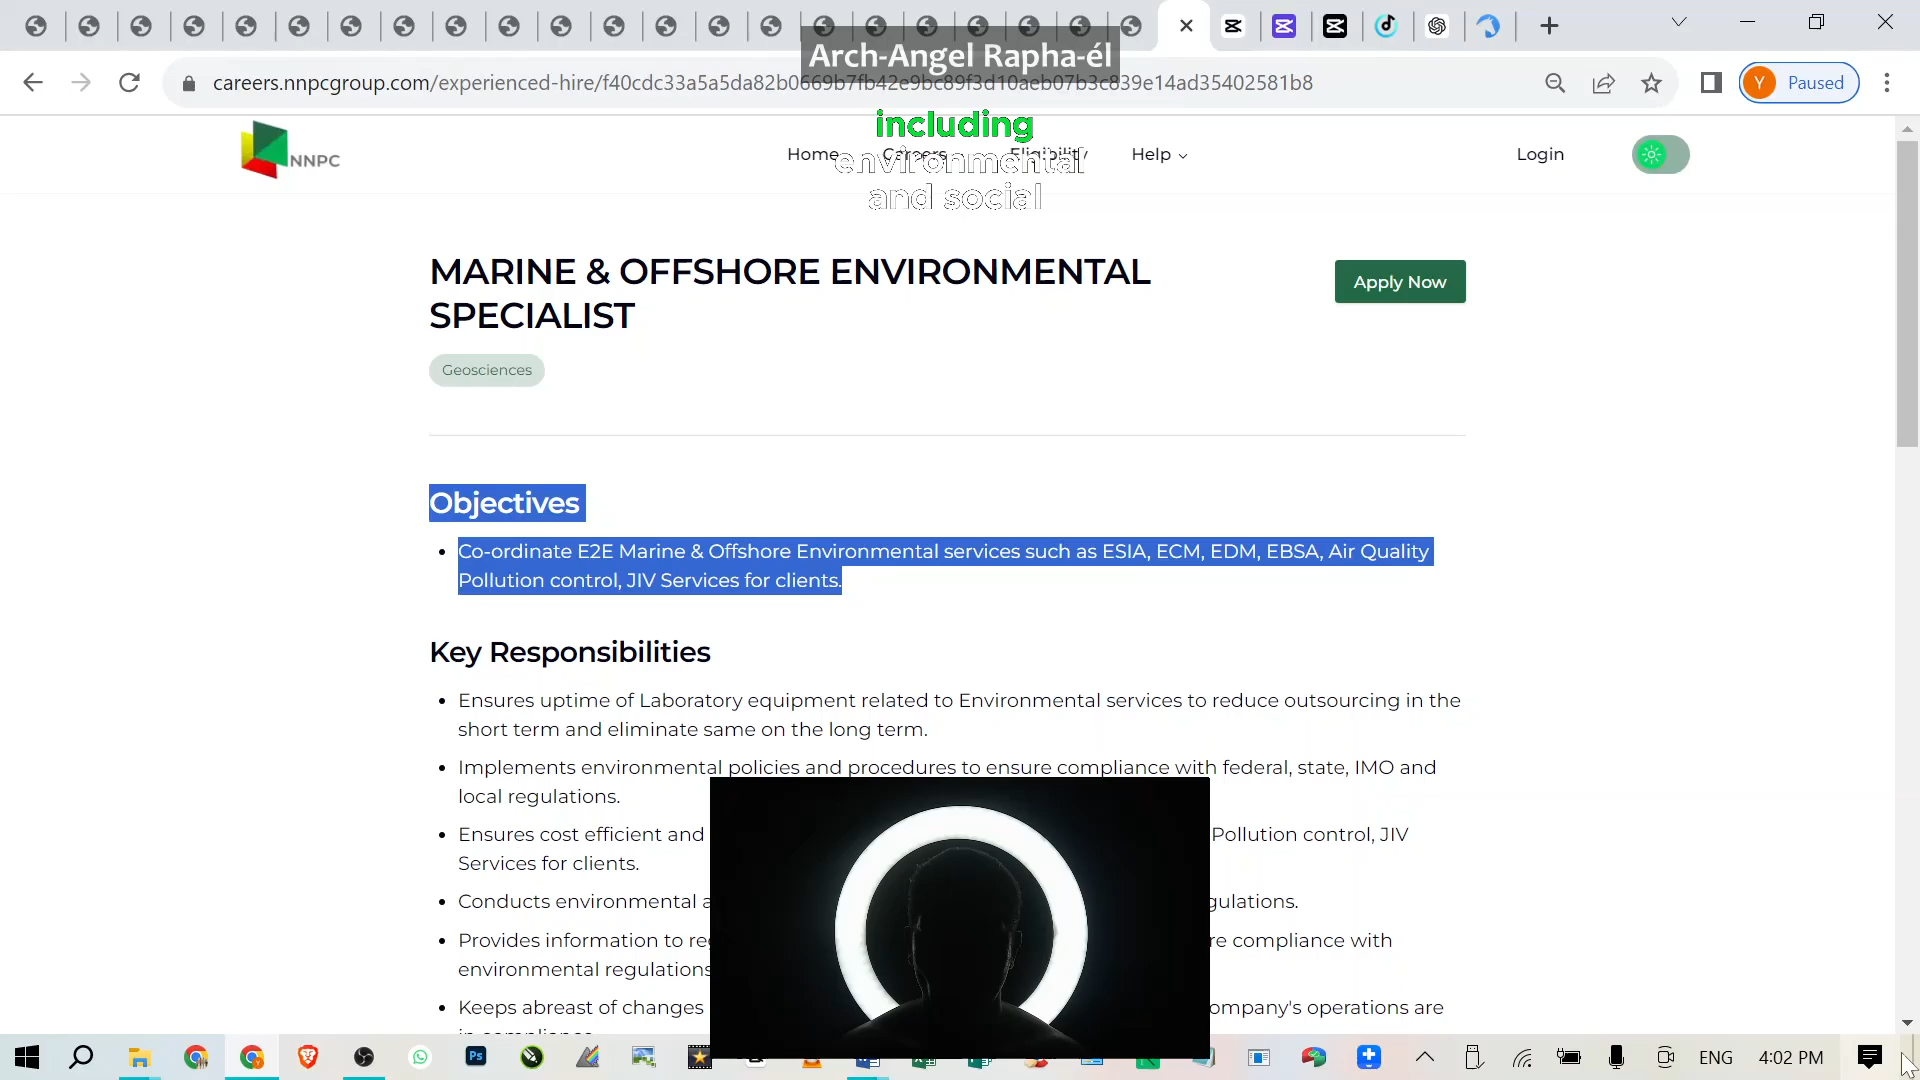 Arch-Angel Rapha-él
careers.nnpcgroup.com/experienced-hire/f40cdc33a5a5da82b0669b7fb42e9bc89f3d10aeb07b3c839e14ad35402581b8
Paused
including
environmental
and social
NNPC
Home
Careers
Eligibility
Help
Login
MARINE & OFFSHORE ENVIRONMENTAL
SPECIALIST
Apply Now
Geosciences
Objectives
Co-ordinate E2E Marine & Offshore Environmental services such as ESIA, ECM, EDM, EBSA, Air Quality
Pollution control, JIV Services for clients.
Key Responsibilities
Ensures uptime of Laboratory equipment related to Environmental services to reduce outsourcing in the
short term and eliminate same on the long term.
Implements environmental policies and procedures to ensure compliance with federal, state, IMO and
local regulations.
Ensures cost efficient and
Pollution control, JIV
Services for clients.
Conducts environmental
gulations.
Provides information to
compliance with
environmental regulations
Keeps abreast of changes
ompany's operations are
ENG
4:02 PM